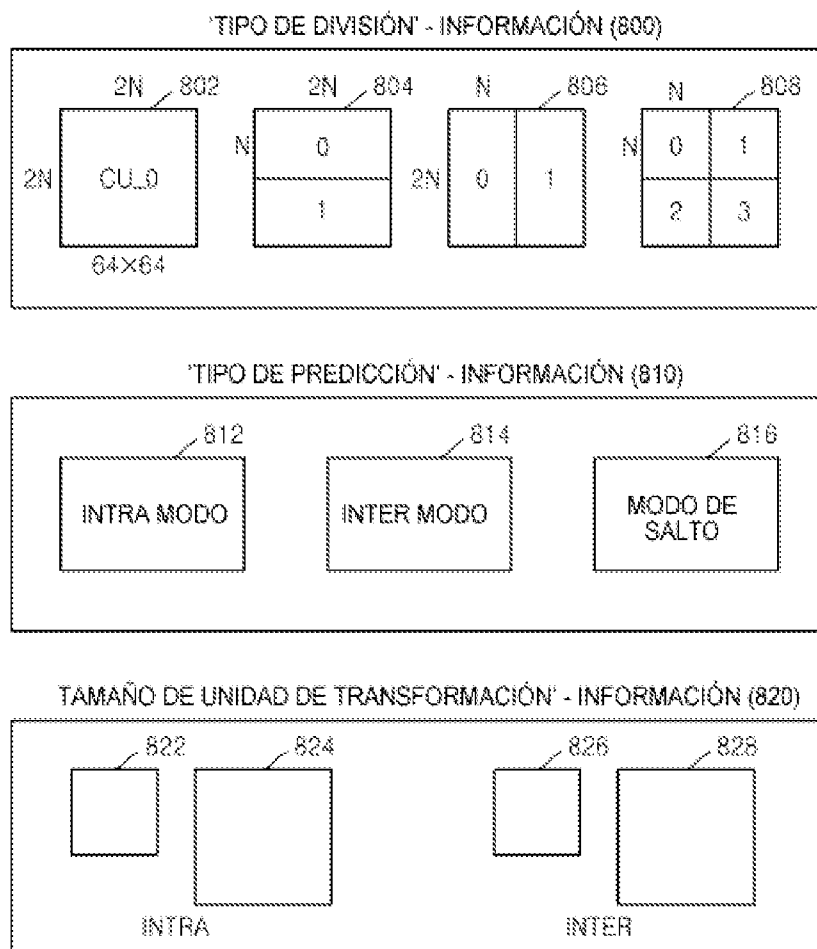 'TIPO DE DIVISIÓN' - INFORMACIÓN (800)
2N 802 2N 804 N 806 N 808
2N CU_0 N 0 2N 0 1 N 0 1
1 2 3
64×64
'TIPO DE PREDICCIÓN' - INFORMACIÓN (810)
812 814 816
INTRA MODO INTER MODO MODO DE
SALTO
TAMAÑO DE UNIDAD DE TRANSFORMACIÓN' - INFORMACIÓN (820)
822 824 826 828
INTRA INTER